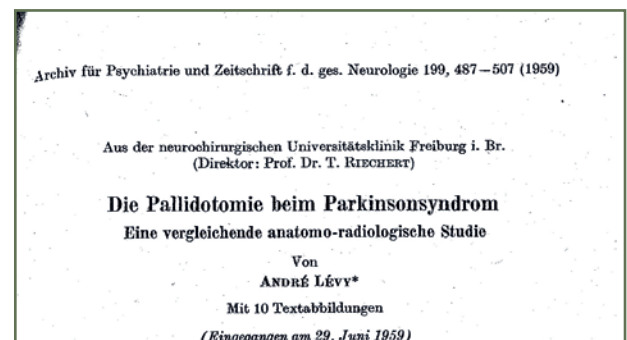 Archiv für Psychiatrie und Zeitschrift f. d. ges. Neurologie 199, 487—507 (1959)
Aus der neurochirurgischen Universitätsklinik Freiburg i. Br.
(Direktor: Prof. Dr. T. RIECHERT)
Die Pallidotomie beim Parkinsonsyndrom
Eine vergleichende anatomo-radiologische Studie
Von
ANDRÉ LÉVY*
Mit 10 Textabbildungen
(Eingegangen am 29. Juni 1959)